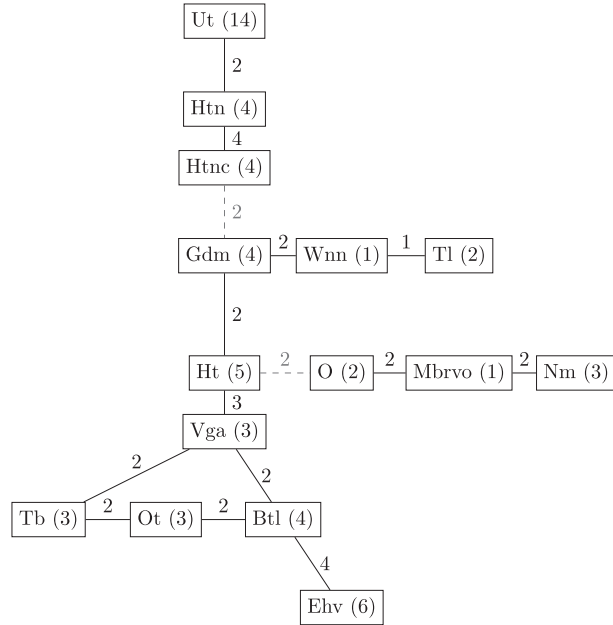 Ut (14)
2
Htn (4)
4
Htnc (4)
2
Gdm (4) 2 Wnn (1) 1 Tl (2)
2
Ht (5) 2 O (2) 2 Mbrvo (1) 2 Nm (3)
3
Vga (3)
2 2
Tb (3) 2 Ot (3) 2 Btl (4)
4
Ehv (6)